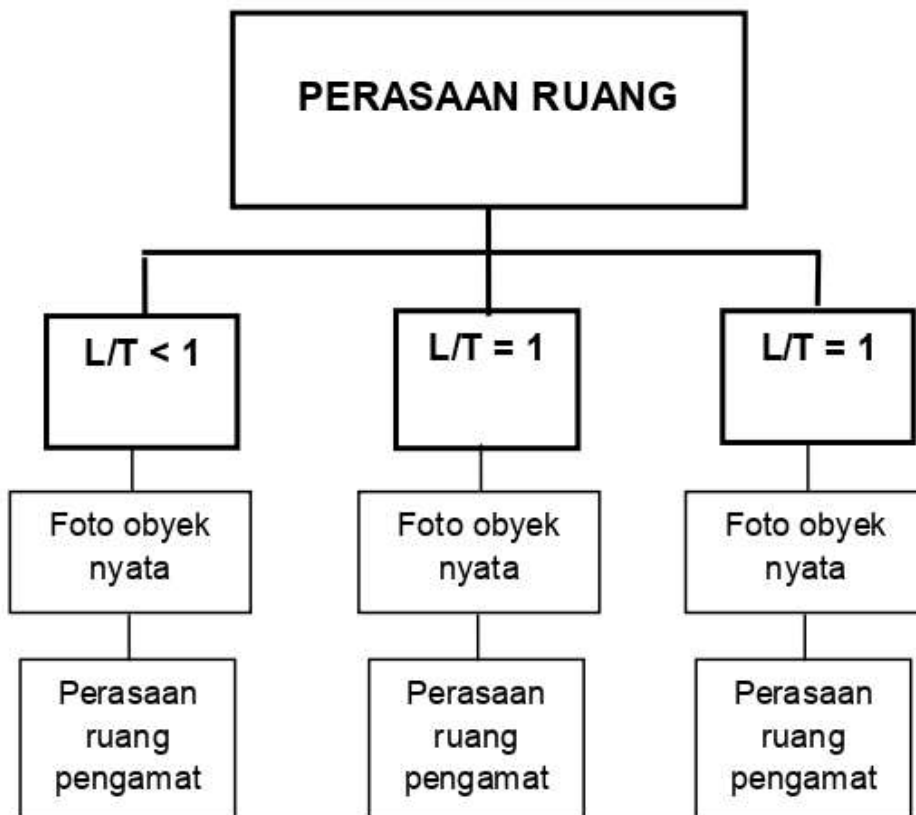 PERASAAN RUANG
L/T < 1
L/T = 1
L/T = 1
Foto obyek
nyata
Foto obyek
nyata
Foto obyek
nyata
Perasaan
ruang
pengamat
Perasaan
ruang
pengamat
Perasaan
ruang
pengamat